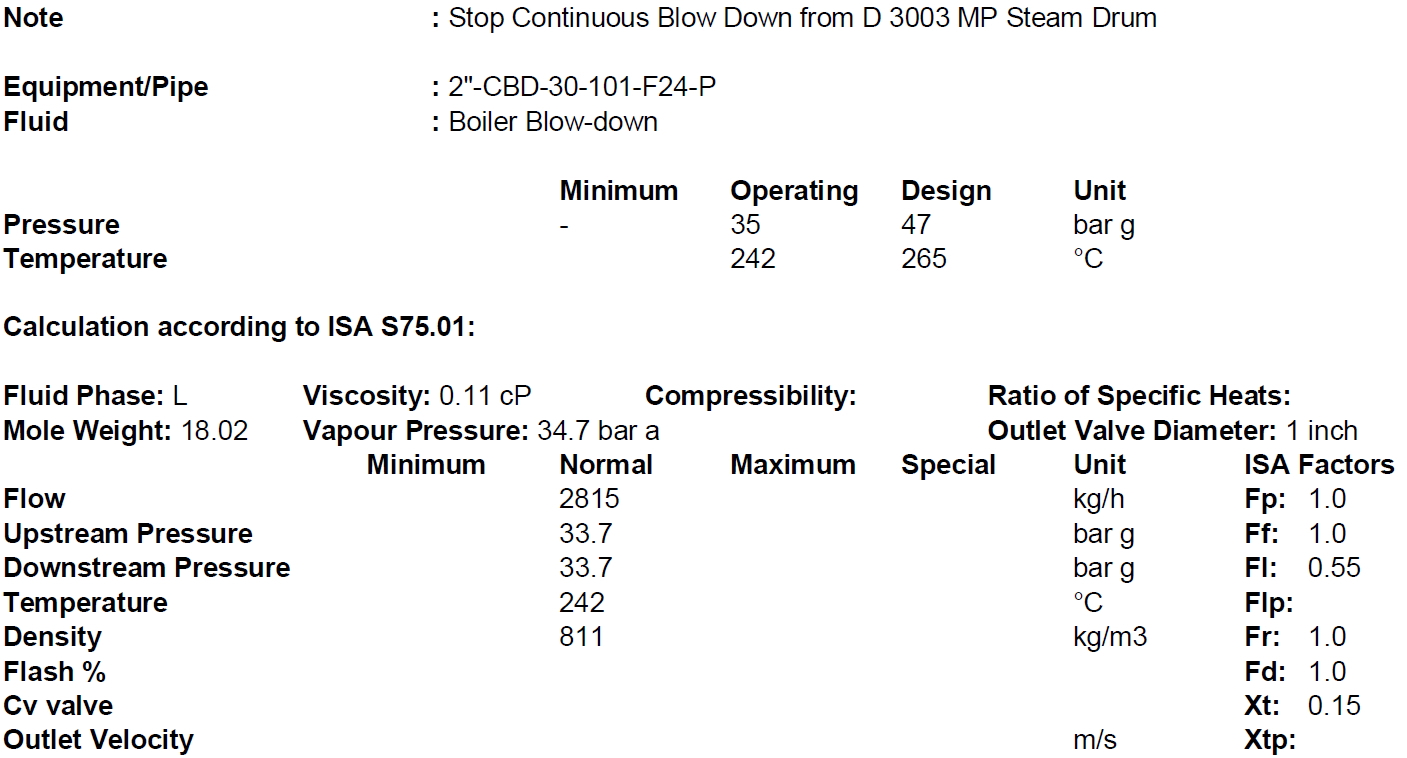 Note : Stop Continuous Blow Down from D 3003 MP Steam Drum
Equipment/Pipe : 2"-CBD-30-101-F24-P
Fluid : Boiler Blow-down
Minimum Operating Design Unit
Pressure - 35 47 bar g
Temperature 242 265 °C
Calculation according to ISA S75.01:
Fluid Phase: L Viscosity: 0.11 cP Compressibility: Ratio of Specific Heats:
Mole Weight: 18.02 Vapour Pressure: 34.7 bar a Outlet Valve Diameter: 1 inch
Minimum Normal Maximum Special Unit ISA Factors
Flow 2815 kg/h Fp: 1.0
Upstream Pressure 33.7 bar g Ff: 1.0
Downstream Pressure 33.7 bar g Fl: 0.55
Temperature 242 °C Flp:
Density 811 kg/m3 Fr: 1.0
Flash % Fd: 1.0
Cv valve Xt: 0.15
Outlet Velocity m/s Xtp: